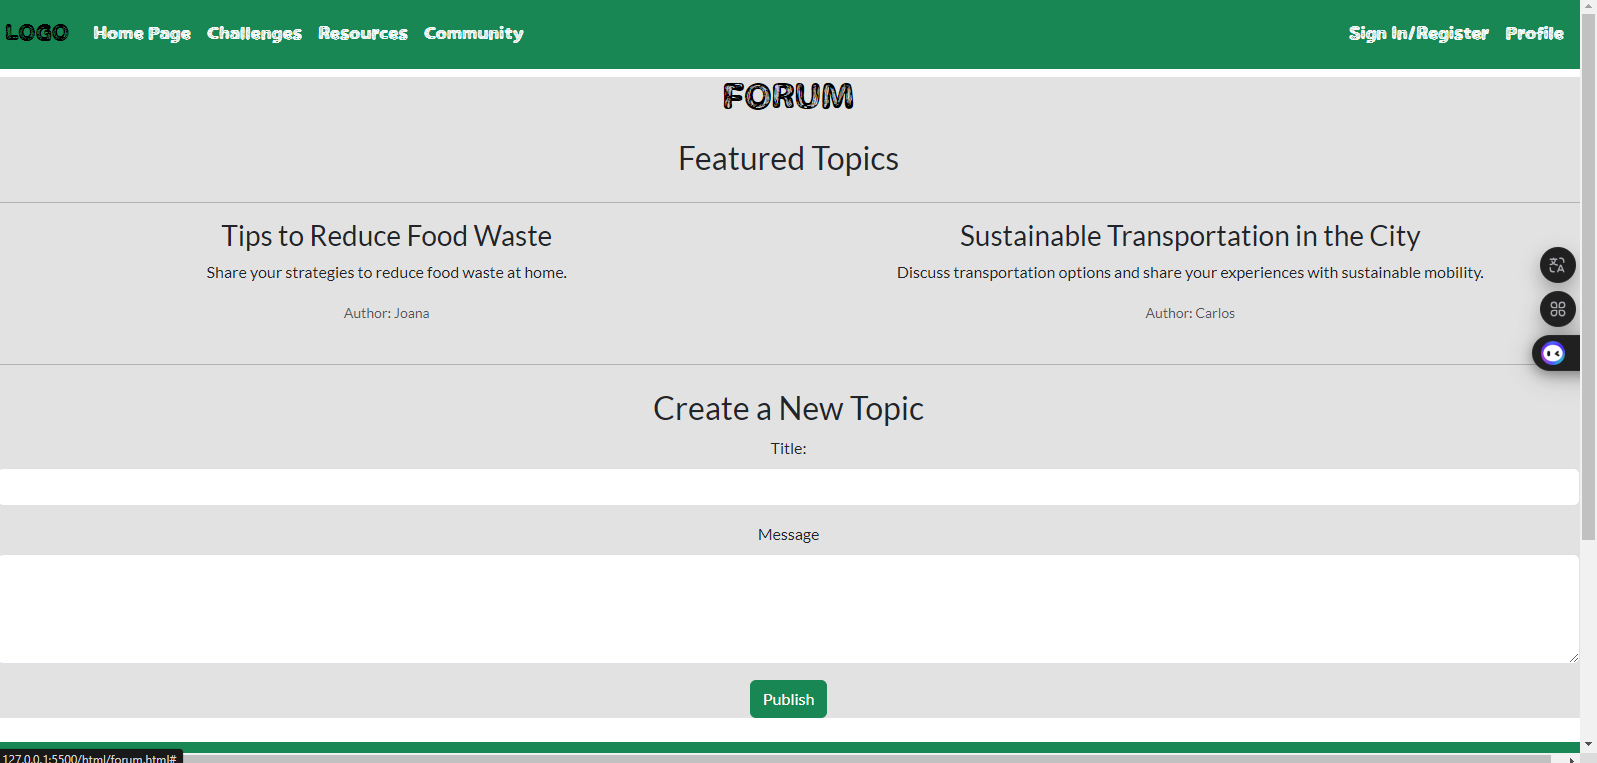 LOGO Home Page Challenges Resources Community Sign In/Register Profile
FORUM
Featured Topics
Tips to Reduce Food Waste
Share your strategies to reduce food waste at home.
Author: Joana
Sustainable Transportation in the City
Discuss transportation options and share your experiences with sustainable mobility.
Author: Carlos
Create a New Topic
Title:
Message
Publish
127.0.0.1:5500/html/forum.html#